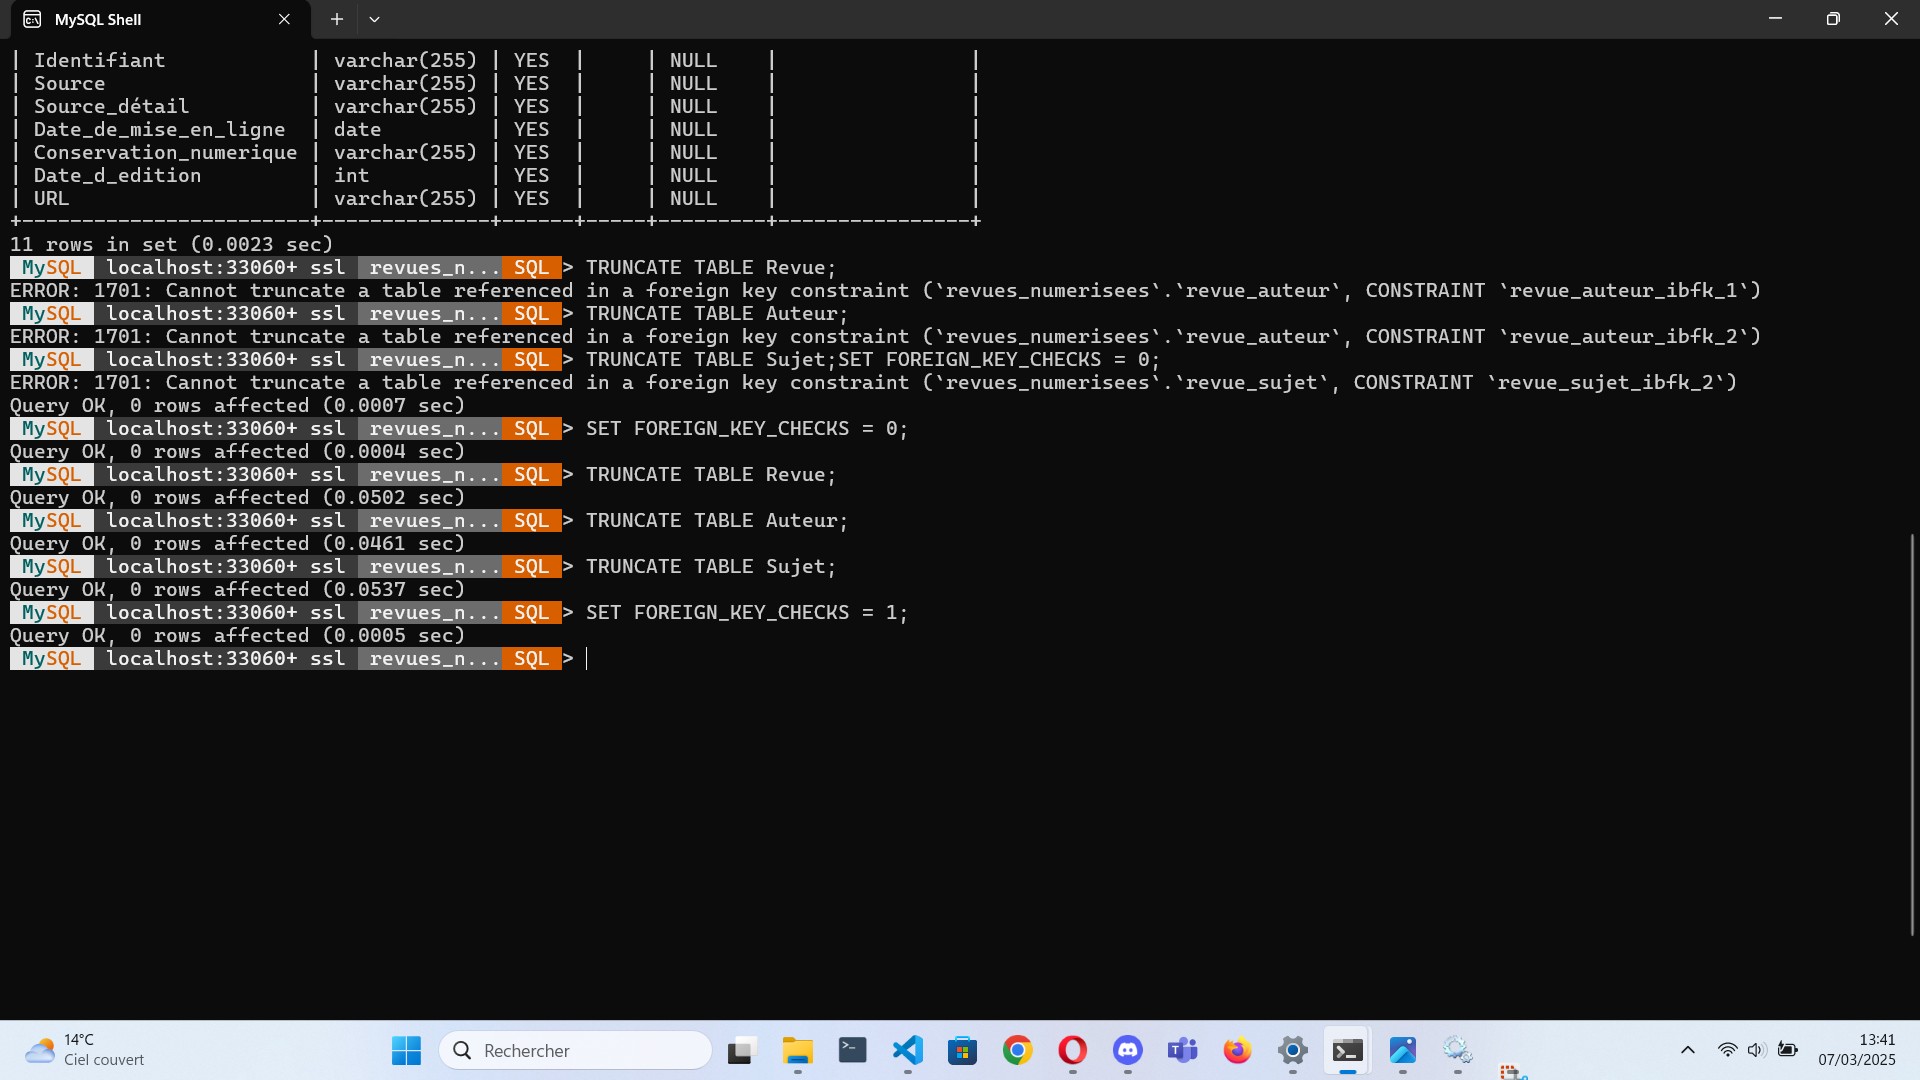 MySQL Shell
| Identifiant | varchar(255) | YES | | NULL | |
| Source | varchar(255) | YES | | NULL | |
| Source_détail | varchar(255) | YES | | NULL | |
| Date_de_mise_en_ligne | date | YES | | NULL | |
| Conservation_numerique | varchar(255) | YES | | NULL | |
| Date_d_edition | int | YES | | NULL | |
| URL | varchar(255) | YES | | NULL | |
+------------------------+--------------+------+-----+---------+----------------+
11 rows in set (0.0023 sec)
MySQL localhost:33060+ ssl revues_n... SQL > TRUNCATE TABLE Revue;
ERROR: 1701: Cannot truncate a table referenced in a foreign key constraint (`revues_numerisees`.`revue_auteur`, CONSTRAINT `revue_auteur_ibfk_1`)
MySQL localhost:33060+ ssl revues_n... SQL > TRUNCATE TABLE Auteur;
ERROR: 1701: Cannot truncate a table referenced in a foreign key constraint (`revues_numerisees`.`revue_auteur`, CONSTRAINT `revue_auteur_ibfk_2`)
MySQL localhost:33060+ ssl revues_n... SQL > TRUNCATE TABLE Sujet;SET FOREIGN_KEY_CHECKS = 0;
ERROR: 1701: Cannot truncate a table referenced in a foreign key constraint (`revues_numerisees`.`revue_sujet`, CONSTRAINT `revue_sujet_ibfk_2`)
Query OK, 0 rows affected (0.0007 sec)
MySQL localhost:33060+ ssl revues_n... SQL > SET FOREIGN_KEY_CHECKS = 0;
Query OK, 0 rows affected (0.0004 sec)
MySQL localhost:33060+ ssl revues_n... SQL > TRUNCATE TABLE Revue;
Query OK, 0 rows affected (0.0502 sec)
MySQL localhost:33060+ ssl revues_n... SQL > TRUNCATE TABLE Auteur;
Query OK, 0 rows affected (0.0461 sec)
MySQL localhost:33060+ ssl revues_n... SQL > TRUNCATE TABLE Sujet;
Query OK, 0 rows affected (0.0537 sec)
MySQL localhost:33060+ ssl revues_n... SQL > SET FOREIGN_KEY_CHECKS = 1;
Query OK, 0 rows affected (0.0005 sec)
MySQL localhost:33060+ ssl revues_n... SQL >
14°C
Ciel couvert
Rechercher
13:41
07/03/2025